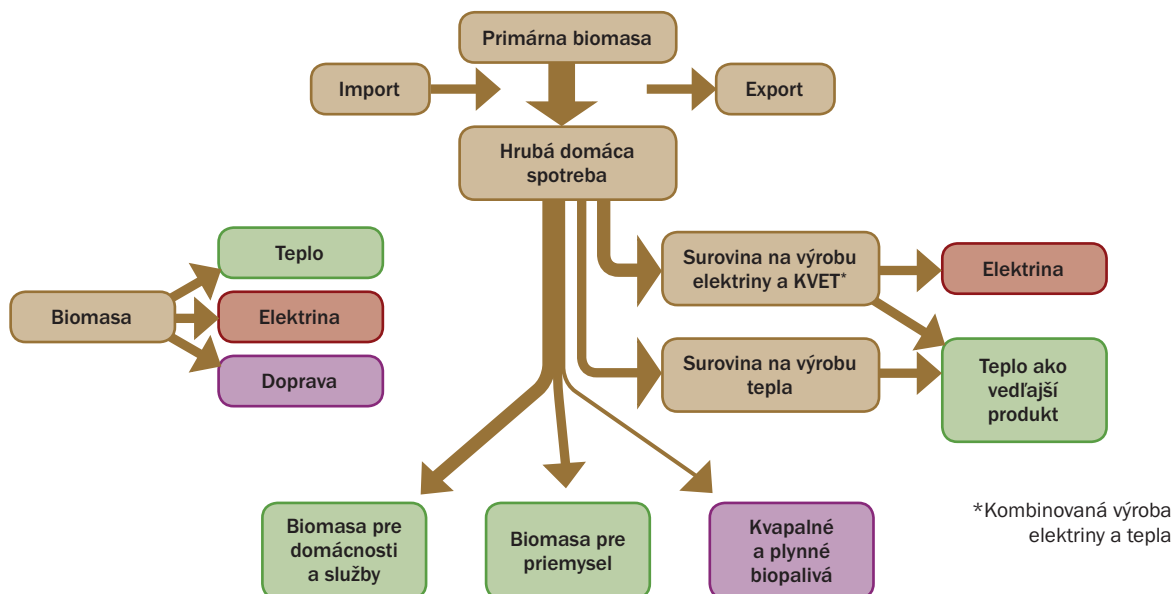 Primárna biomasa
Import
Export
Hrubá domáca
spotreba
Teplo
Biomasa
Elektrina
Doprava
Surovina na výrobu
elektriny a KVET*
Elektrina
Surovina na výrobu
tepla
Teplo ako
vedľajší
produkt
Biomasa pre
domácnosti
a služby
Biomasa pre
priemysel
Kvapalné
a plynné
biopalivá
*Kombinovaná výroba
elektriny a tepla